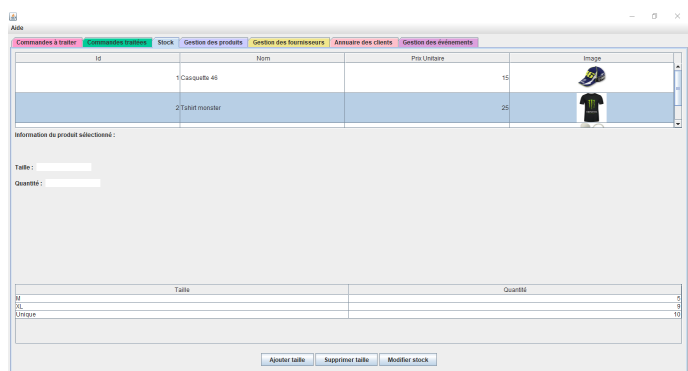 Aide
Commandes à traiter Commandes traitées Stock Gestion des produits Gestion des fournisseurs Annuaire des clients Gestion des événements
Id Nom Prix Unitaire Image
1 Casquette 46 15
2 Tshirt monster 25
Information du produit sélectionné :
Taille :
Quantité :
Taille Quantité
M 5
XL 9
Unique 10
Ajouter taille Supprimer taille Modifier stock